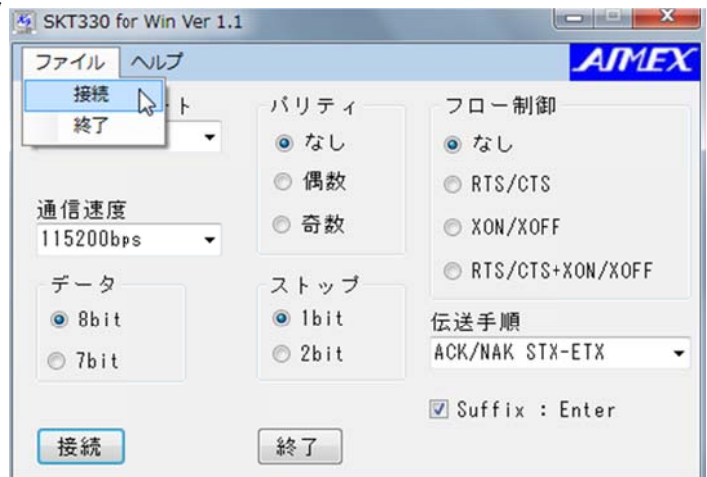 SKT330 for Win Ver 1.1
ファイル ヘルプ
AIMEX
接続
終了
ート
パリティ
なし
偶数
奇数
フロー制御
なし
RTS/CTS
XON/XOFF
RTS/CTS+XON/XOFF
通信速度
115200bps
データ
8bit
7bit
ストップ
1bit
2bit
伝送手順
ACK/NAK STX-ETX
Suffix : Enter
接続
終了